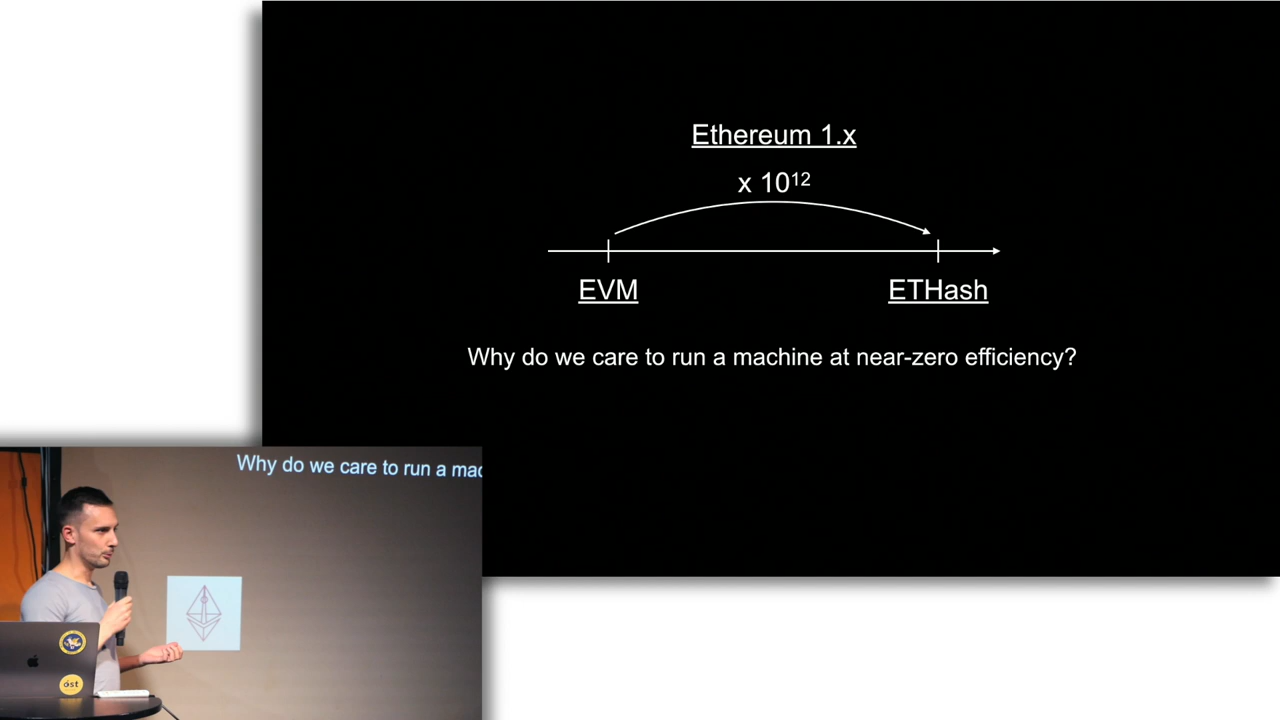 Ethereum 1.x
x 10¹²
EVM
ETHash
Why do we care to run a machine at near-zero efficiency?
Why do we care to run a mac
ost